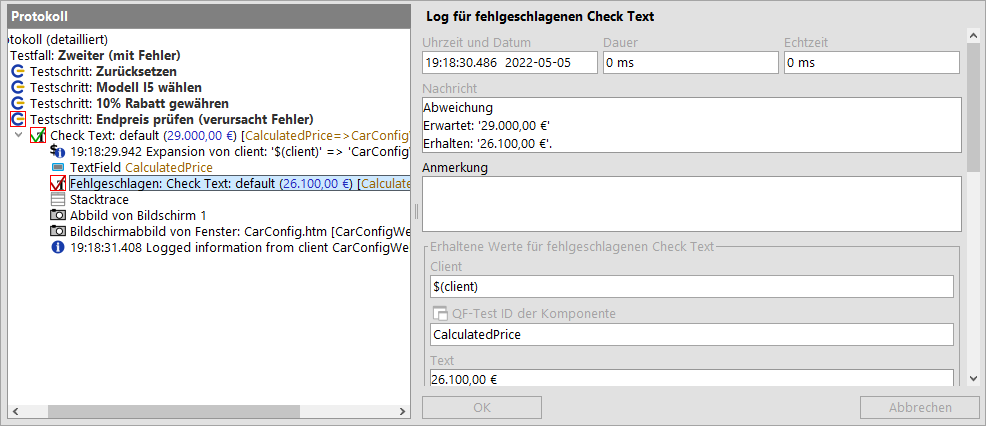 Protokoll
otokoll (detailliert)
Testfall: Zweiter (mit Fehler)
Testschritt: Zurücksetzen
Testschritt: Modell I5 wählen
Testschritt: 10% Rabatt gewähren
Testschritt: Endpreis prüfen (verursacht Fehler)
Check Text: default (29.000,00 €) [CalculatedPrice=>CarConfigW
19:18:29.942 Expansion von client: '$(client)' => 'CarConfigW
TextField CalculatedPrice
Fehlgeschlagen: Check Text: default (26.100,00 €) [Calculate
Stacktrace
Abbild von Bildschirm 1
Bildschirmabbild von Fenster: CarConfig.htm [CarConfigWe
19:18:31.408 Logged information from client CarConfigWe
Log für fehlgeschlagenen Check Text
Uhrzeit und Datum
Dauer
Echtzeit
19:18:30.486 2022-05-05
0 ms
0 ms
Nachricht
Abweichung
Erwartet: '29.000,00 €'
Erhalten: '26.100,00 €'.
Anmerkung
Erhaltene Werte für fehlgeschlagenen Check Text
Client
$(client)
QF-Test ID der Komponente
CalculatedPrice
Text
26.100,00 €
OK
Abbrechen